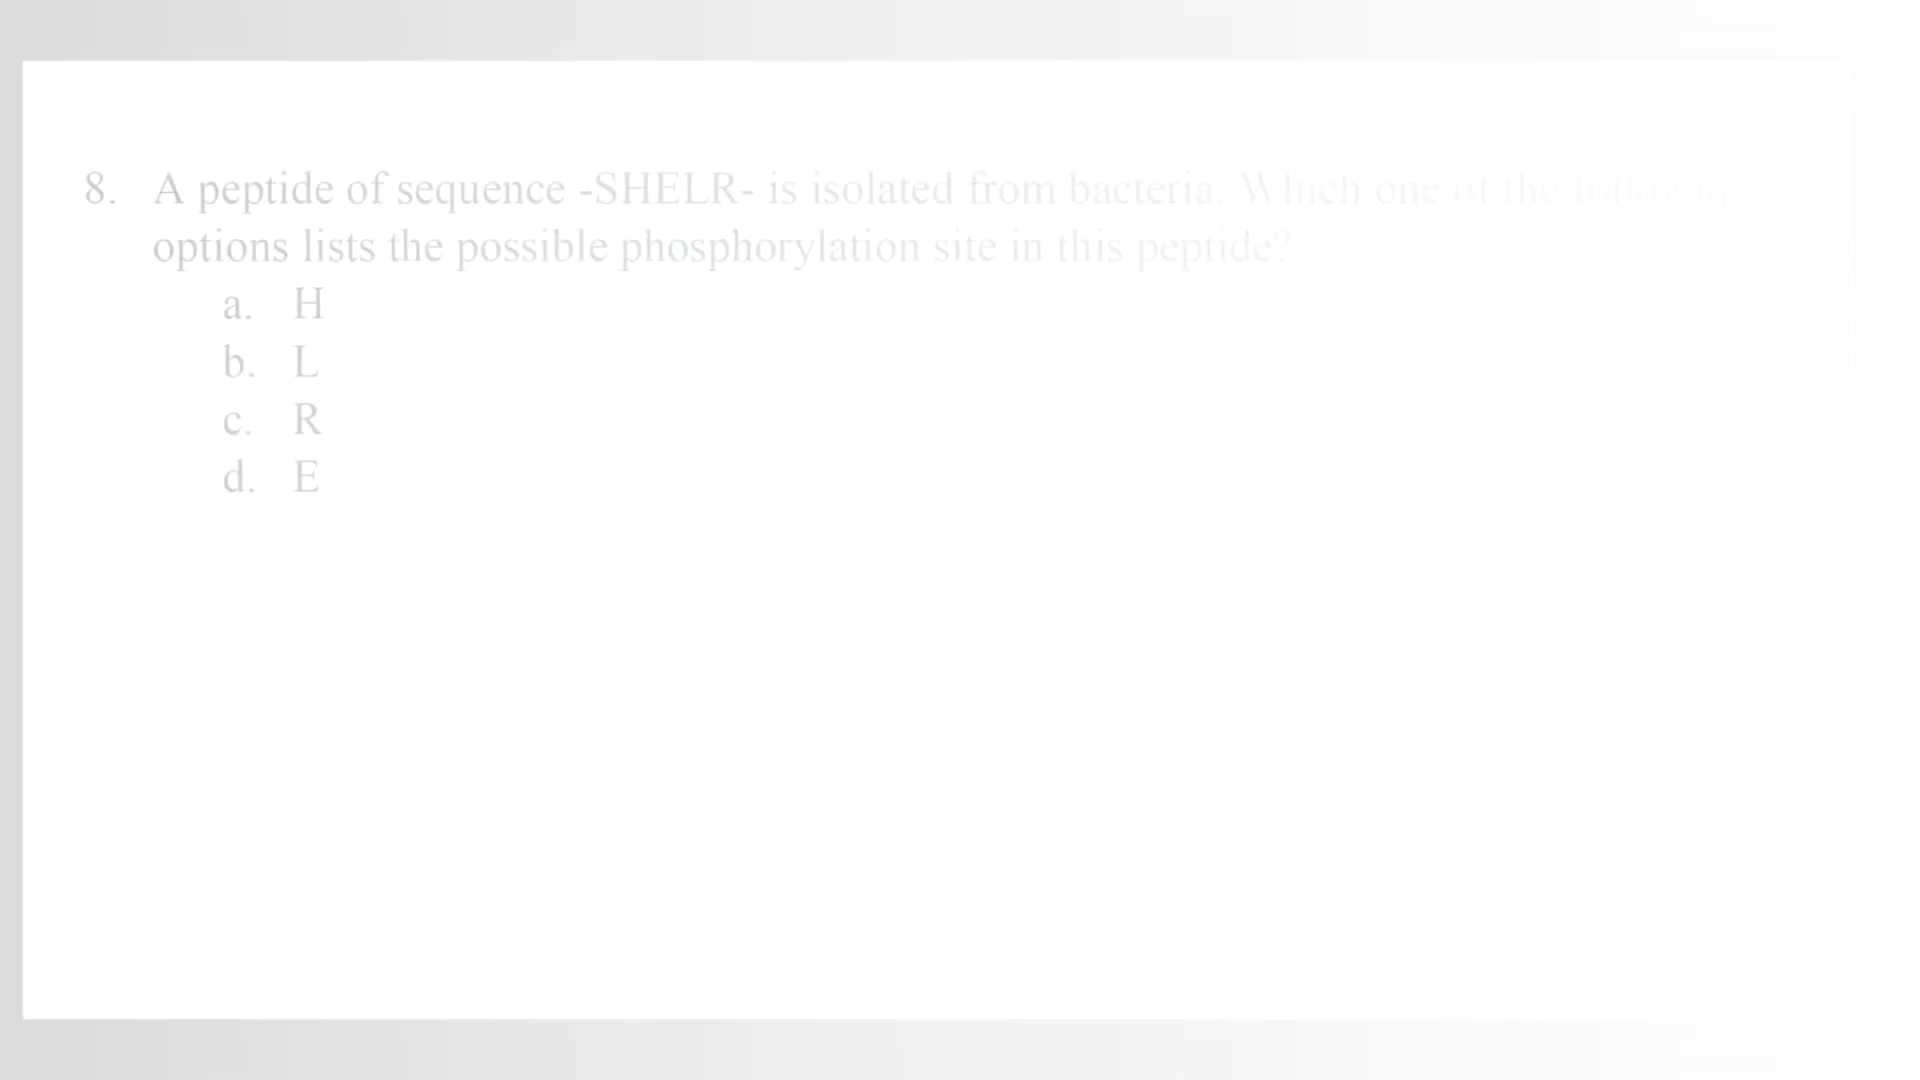 8. A peptide of sequence -SHELR- is isolated from bacteria. Which one of the following
options lists the possible phosphorylation site in this peptide?
a. H
b. L
c. R
d. E